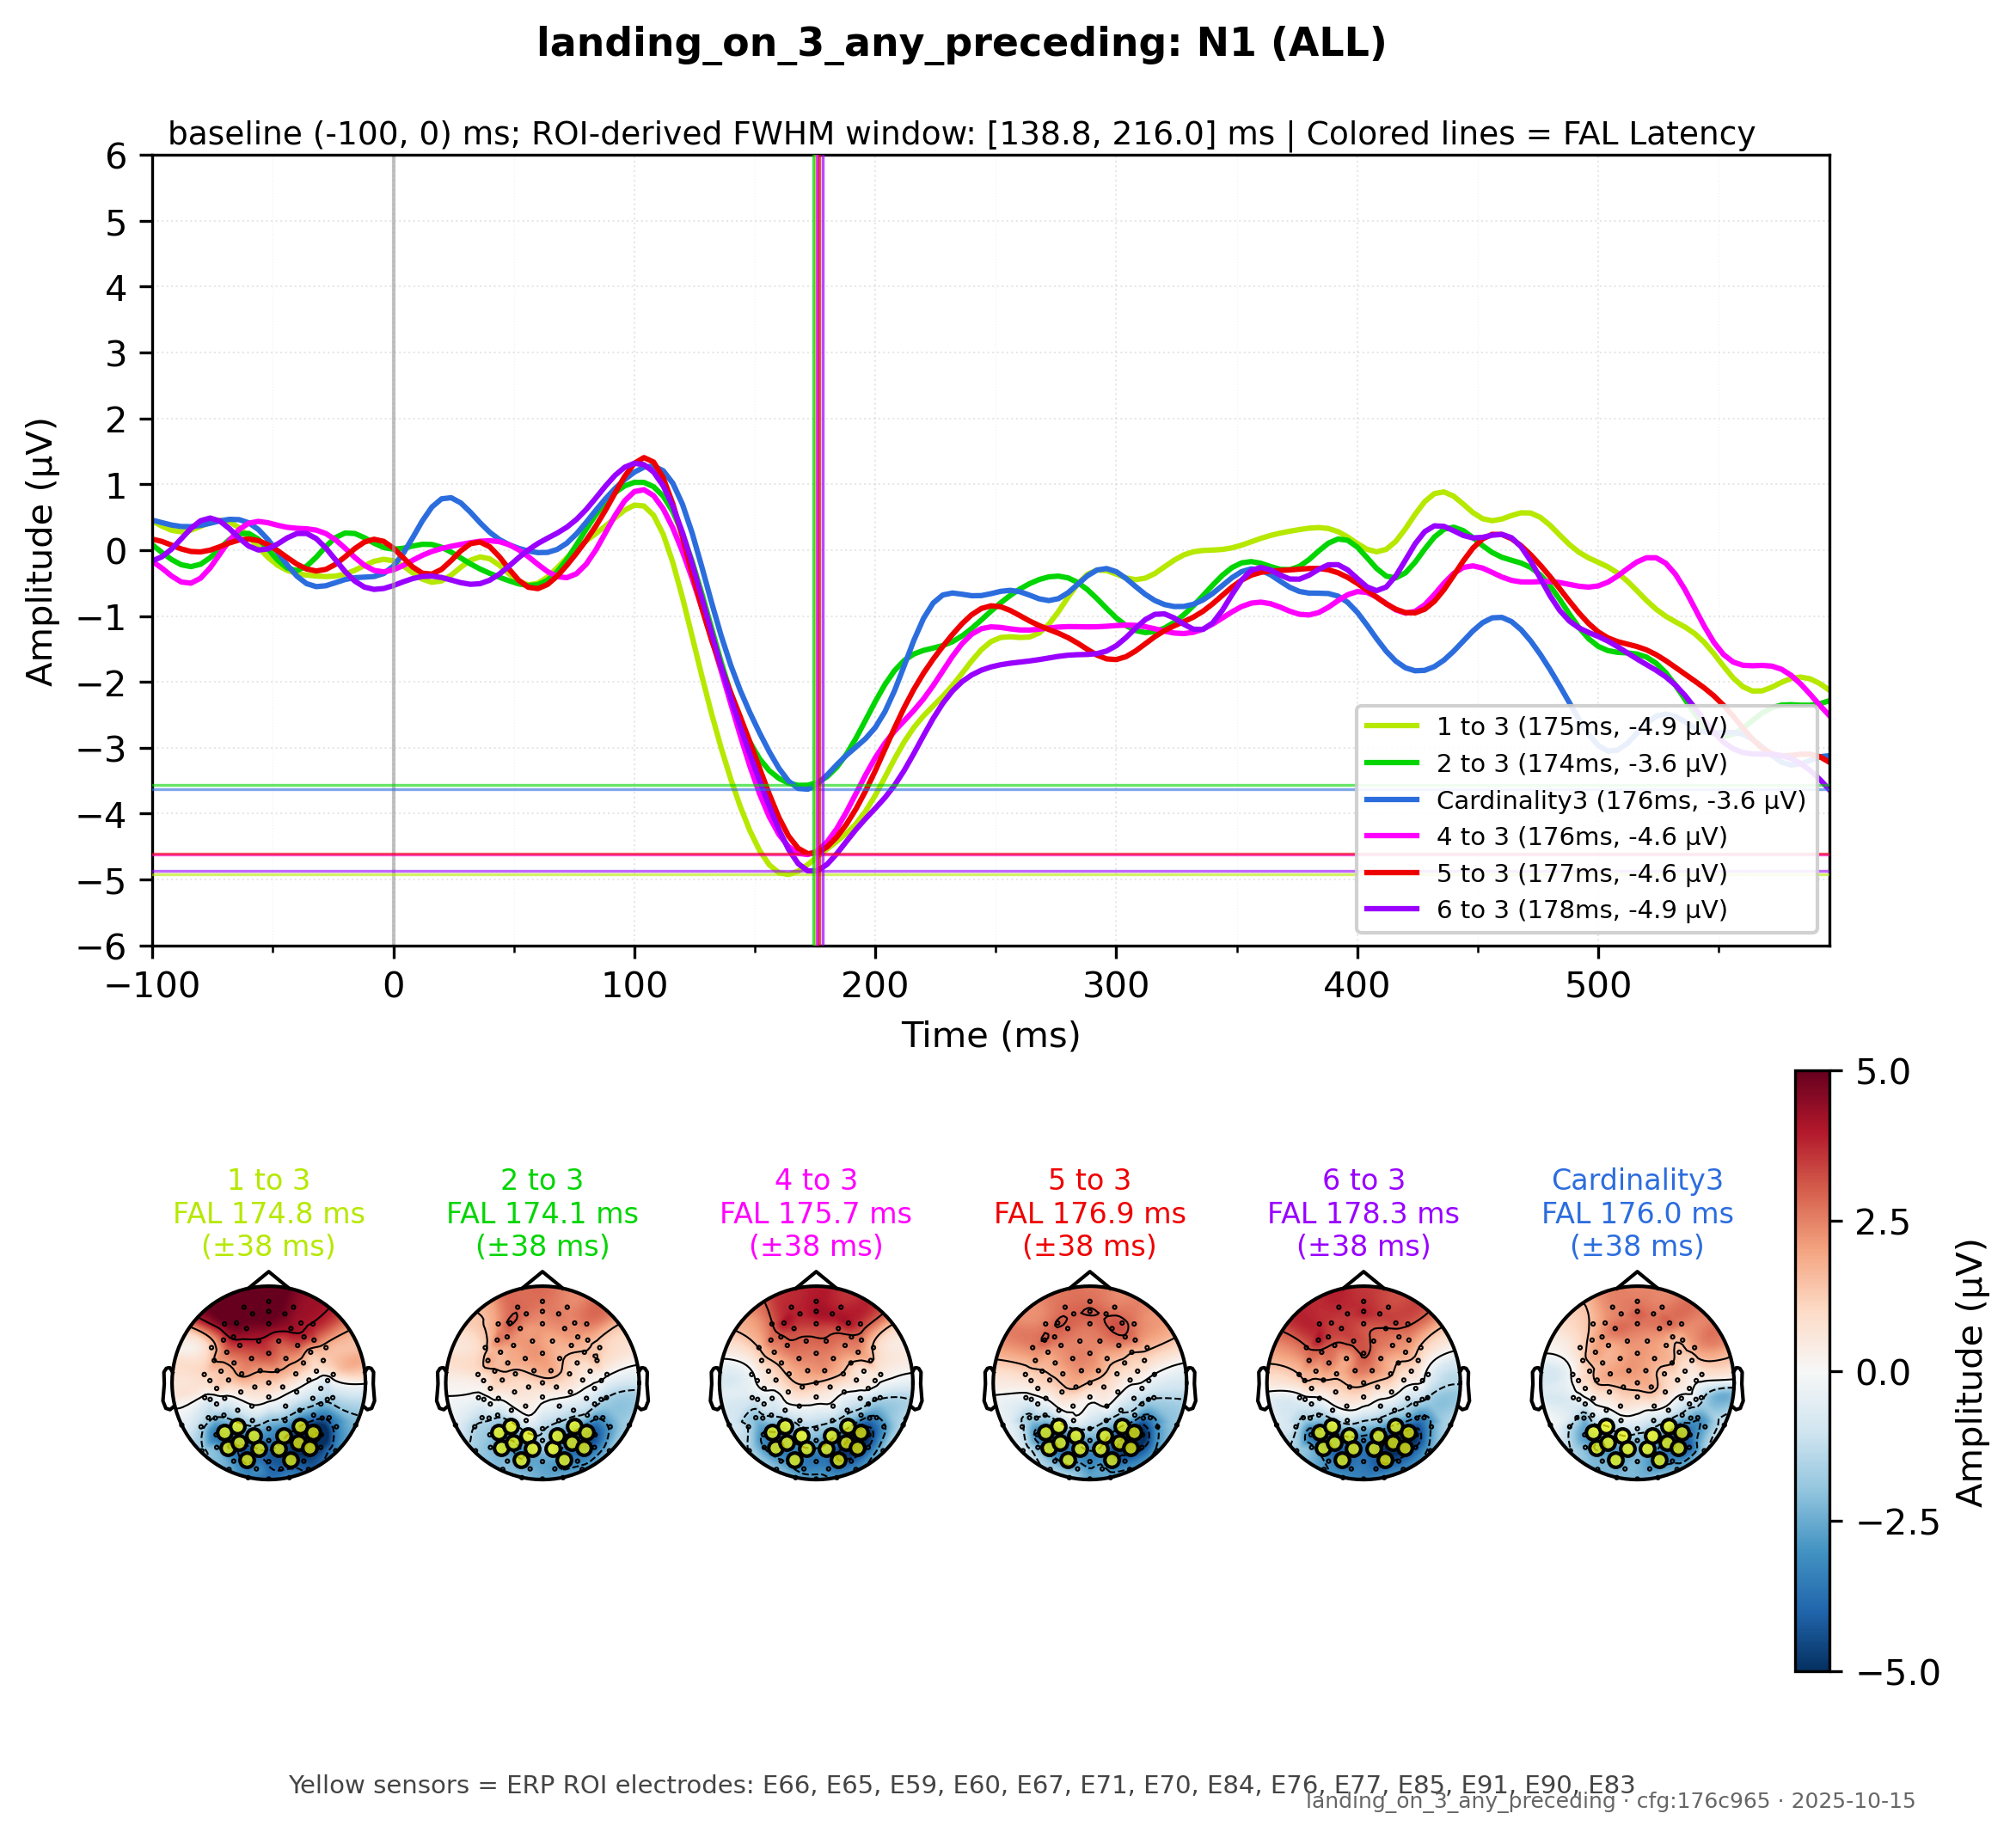 landing_on_3_any_preceding: N1 (ALL)
baseline (-100, 0) ms; ROI-derived FWHM window: [138.8, 216.0] ms | Colored lines = FAL Latency
6
5
4
3
2
1
0
−1
−2
−3
−4
−5
−6
Amplitude (µV)
1 to 3 (175ms, -4.9 µV)
2 to 3 (174ms, -3.6 µV)
Cardinality3 (176ms, -3.6 µV)
4 to 3 (176ms, -4.6 µV)
5 to 3 (177ms, -4.6 µV)
6 to 3 (178ms, -4.9 µV)
−100 0 100 200 300 400 500
Time (ms)
1 to 3
FAL 174.8 ms
(±38 ms)
2 to 3
FAL 174.1 ms
(±38 ms)
4 to 3
FAL 175.7 ms
(±38 ms)
5 to 3
FAL 176.9 ms
(±38 ms)
6 to 3
FAL 178.3 ms
(±38 ms)
Cardinality3
FAL 176.0 ms
(±38 ms)
5.0
2.5
0.0
−2.5
−5.0
Amplitude (µV)
Yellow sensors = ERP ROI electrodes: E66, E65, E59, E60, E67, E71, E70, E84, E76, E77, E85, E91, E90, E83
landing_on_3_any_preceding · cfg:176c965 · 2025-10-15